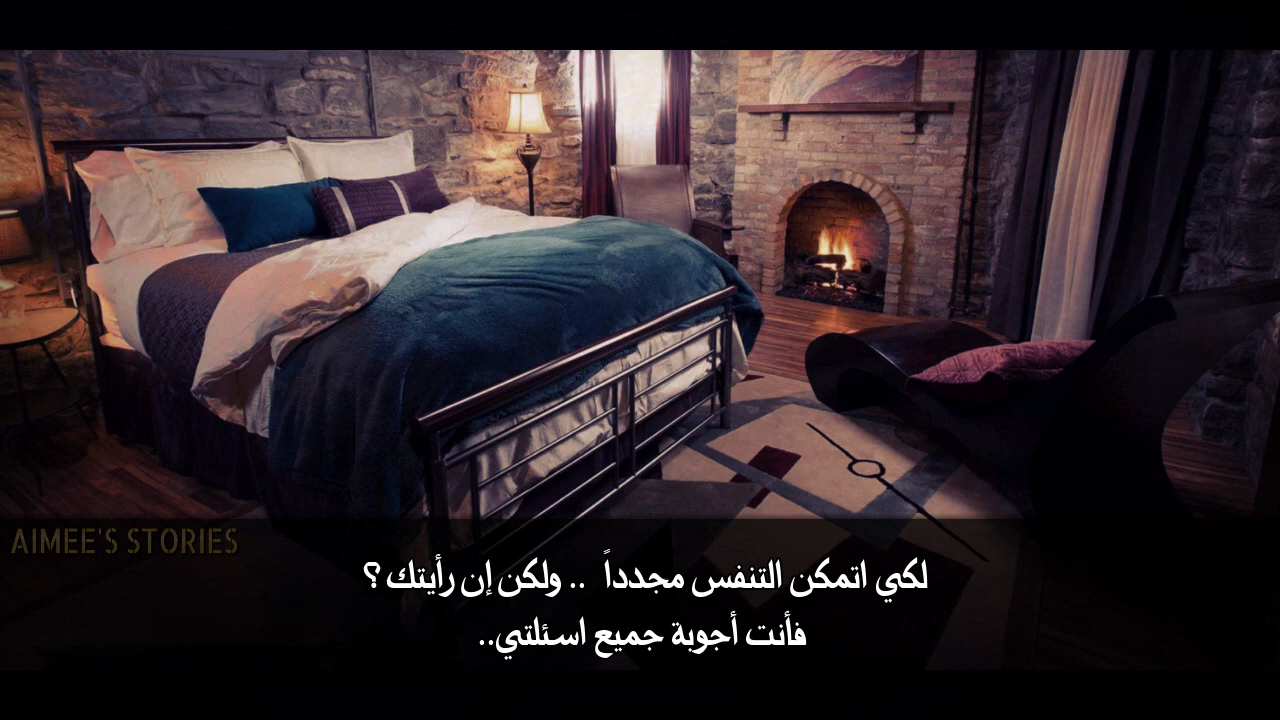 AIMEE'S STORIES
لكي اتمكن التنفس مجدداً .. ولكن إن رأيتك ؟
فأنت أجوبة جميع اسئلتي..